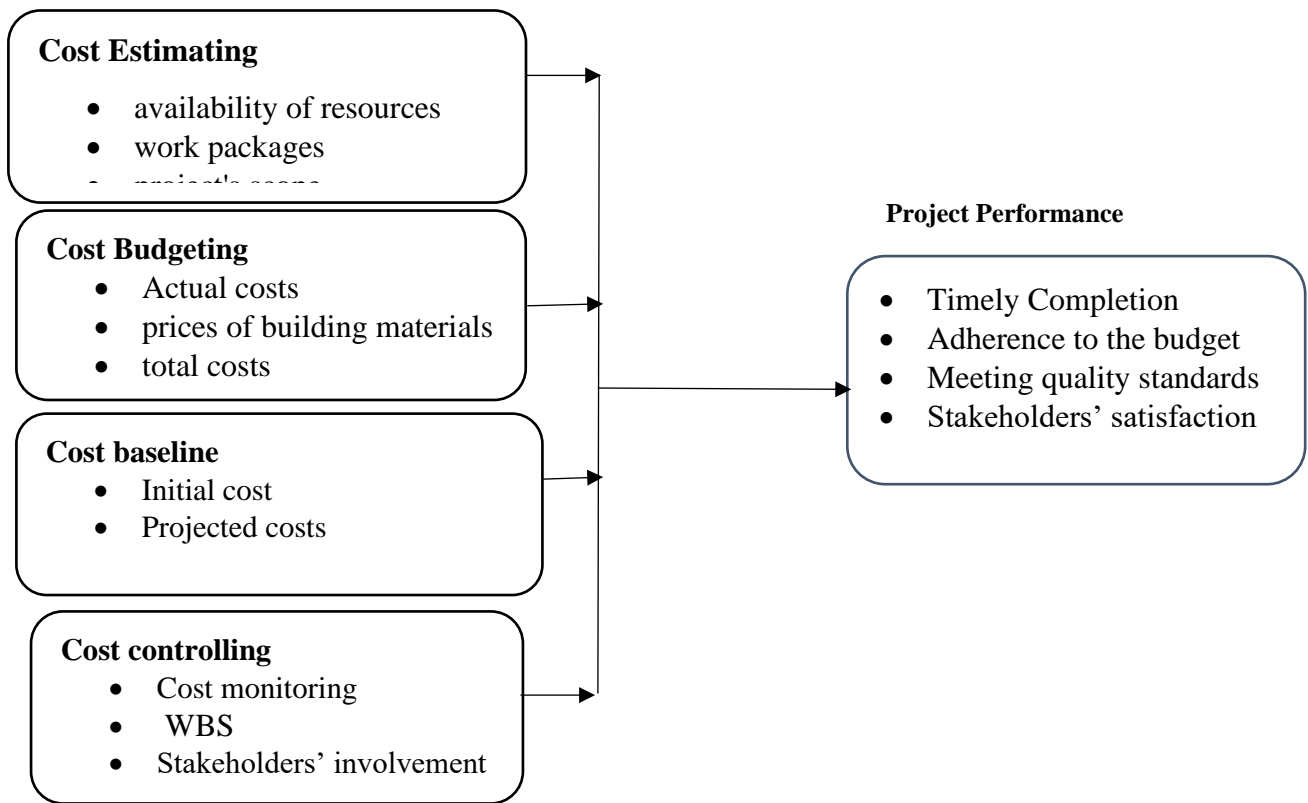 Cost Estimating
• availability of resources
• work packages
• project's scope
Cost Budgeting
• Actual costs
• prices of building materials
• total costs
Cost baseline
• Initial cost
• Projected costs
Cost controlling
• Cost monitoring
• WBS
• Stakeholders’ involvement
Project Performance
• Timely Completion
• Adherence to the budget
• Meeting quality standards
• Stakeholders’ satisfaction